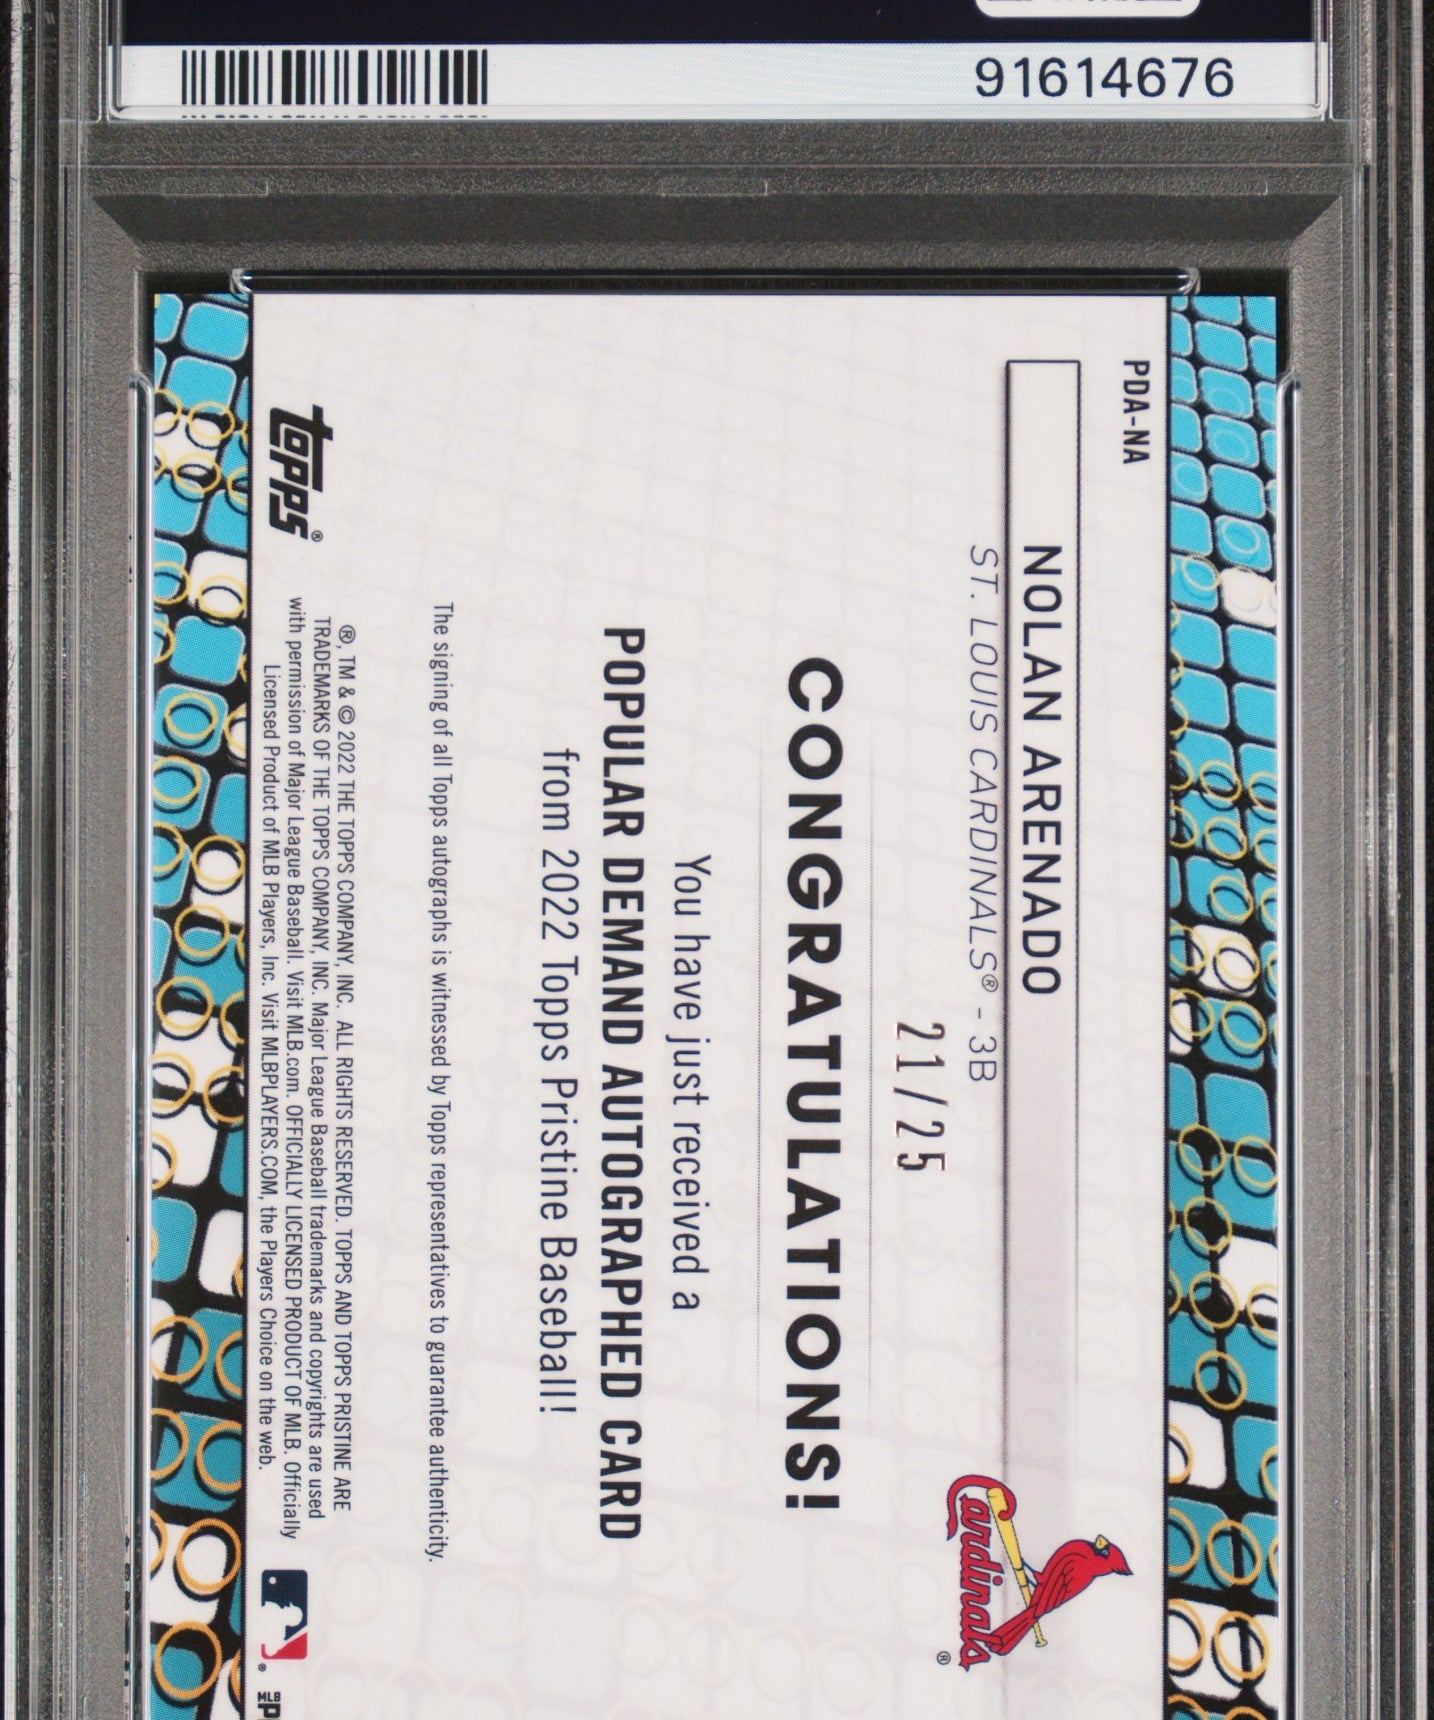 91614676
PDA-NA
NOLAN ARENADO
ST. LOUIS CARDINALS® - 3B
21/25
Cardinals®
CONGRATULATIONS!
You have just received a
POPULAR DEMAND AUTOGRAPHED CARD
from 2022 Topps Pristine Baseball!
The signing of all Topps autographs is witnessed by Topps representatives to guarantee authenticity.
topps®
®, TM & © 2022 THE TOPPS COMPANY, INC. ALL RIGHTS RESERVED. TOPPS AND TOPPS PRISTINE ARE
TRADEMARKS OF THE TOPPS COMPANY, INC. Major League Baseball trademarks and copyrights are used
with permission of Major League Baseball. Visit MLB.com. OFFICIALLY LICENSED PRODUCT OF MLB. Officially
Licensed Product of MLB Players, Inc. Visit MLBPLAYERS.COM, the Players Choice on the web.
®
MLB